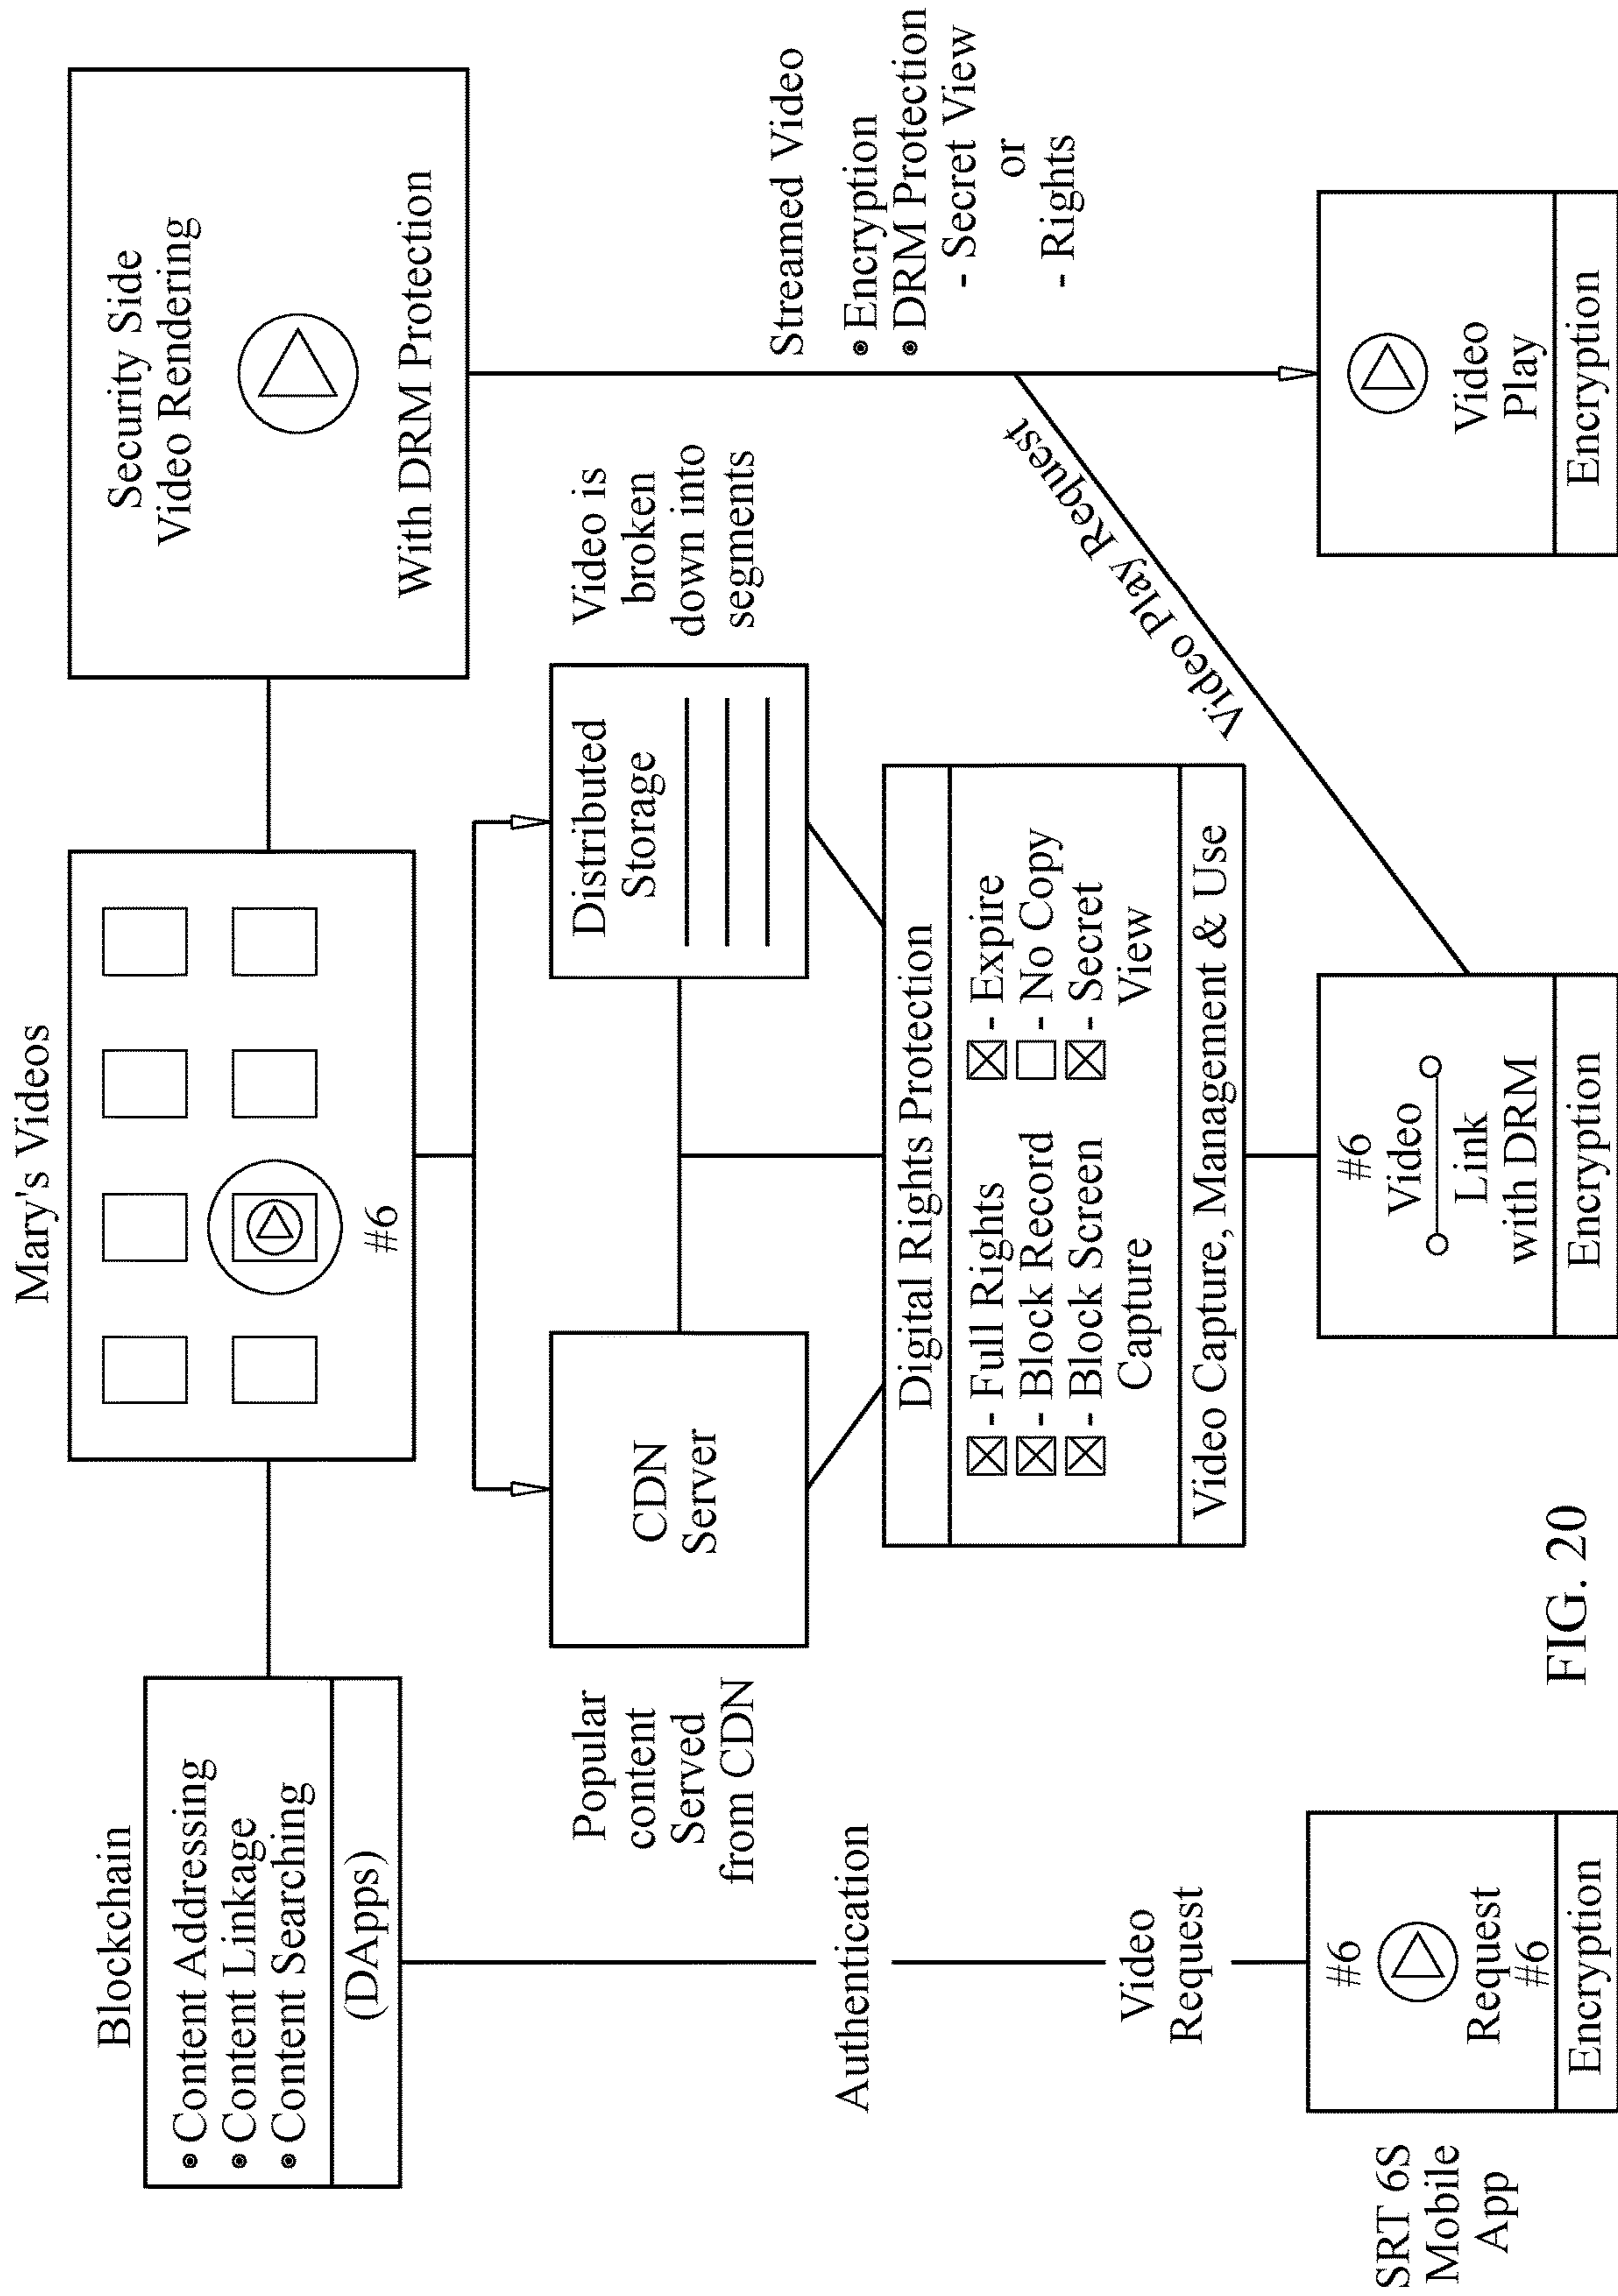 Blockchain
• Content Addressing
• Content Linkage
• Content Searching
(DApps)
Mary's Videos
#6
Security Side
Video Rendering
With DRM Protection
Popular
content
Served
from CDN
CDN
Server
Distributed
Storage
Video is
broken
down into
segments
Authentication
Video
Request
Digital Rights Protection
- Full Rights
- Block Record
- Block Screen
Capture
- Expire
- No Copy
- Secret
View
Video Capture, Management & Use
Streamed Video
• Encryption
• DRM Protection
- Secret View
or
- Rights
Video Play Request
SRT 6S
Mobile
App
#6
Request
#6
Encryption
#6
Video
Link
with DRM
Encryption
Video
Play
Encryption
FIG. 20